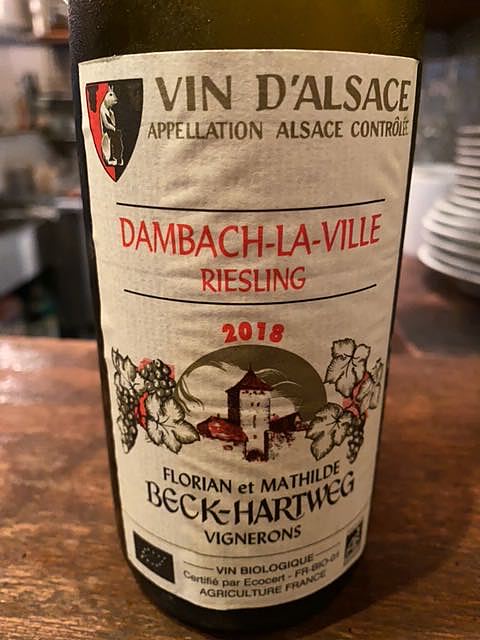 VIN D'ALSACE
APPELLATION ALSACE CONTRÔLÉE
DAMBACH-LA-VILLE
RIESLING
2018
FLORIAN et MATHILDE
BECK-HARTWEG
VIGNERONS
VIN BIOLOGIQUE
Certifié par Ecocert - FR-BIO-01
AGRICULTURE FRANCE